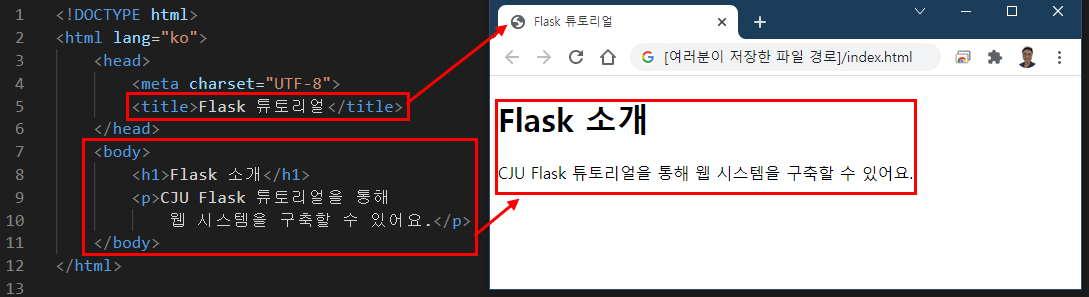 1 <!DOCTYPE html>
2 <html lang="ko">
3 <head>
4 <meta charset="UTF-8">
5 <title>Flask 튜토리얼</title>
6 </head>
7 <body>
8 <h1>Flask 소개</h1>
9 <p>CJU Flask 튜토리얼을 통해
10 웹 시스템을 구축할 수 있어요.</p>
11 </body>
12 </html>
13
Flask 튜토리얼
[여러분이 저장한 파일 경로]/index.html
Flask 소개
CJU Flask 튜토리얼을 통해 웹 시스템을 구축할 수 있어요.